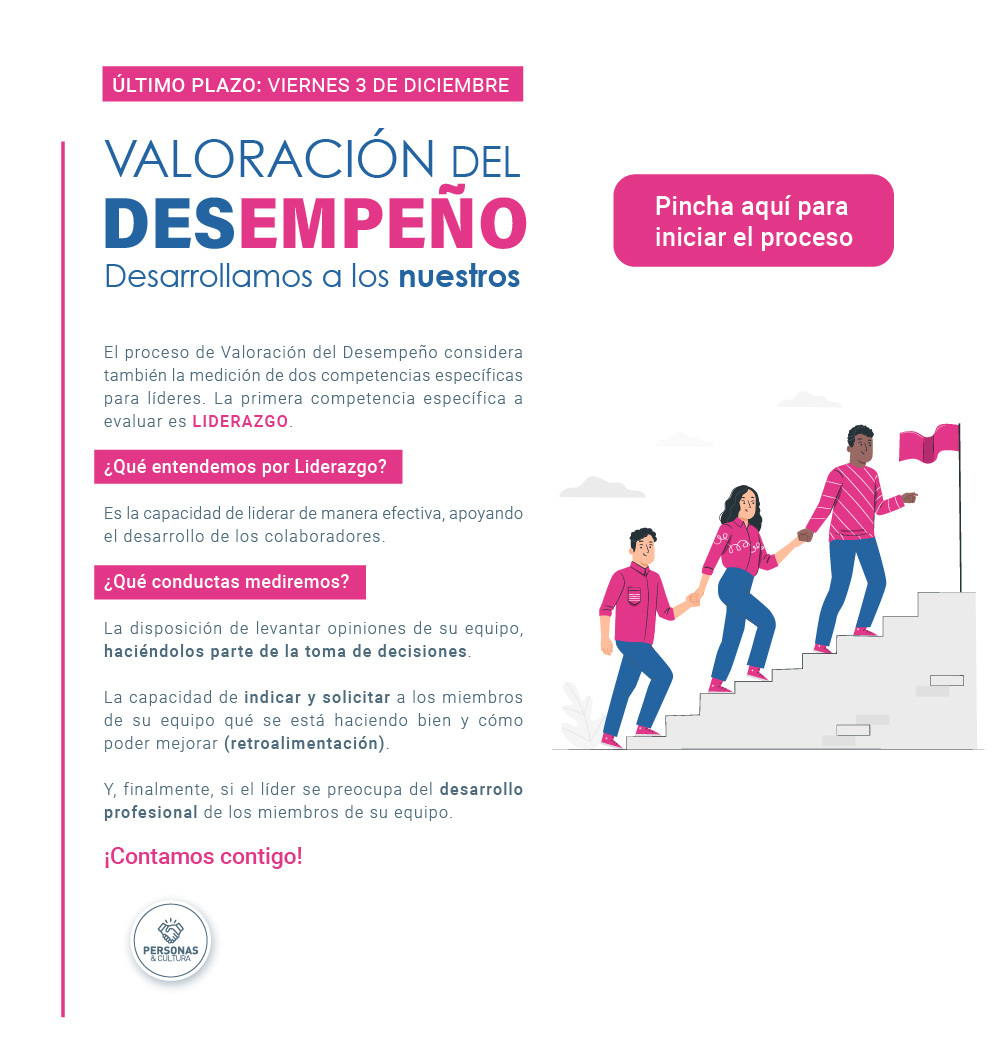 ÚLTIMO PLAZO: VIERNES 3 DE DICIEMBRE
VALORACIÓN DEL
DESEMPEÑO
Desarrollamos a los nuestros
Pincha aquí para
iniciar el proceso
El proceso de Valoración del Desempeño considera
también la medición de dos competencias específicas
para líderes. La primera competencia específica a
evaluar es LIDERAZGO.
¿Qué entendemos por Liderazgo?
Es la capacidad de liderar de manera efectiva, apoyando
el desarrollo de los colaboradores.
¿Qué conductas mediremos?
La disposición de levantar opiniones de su equipo,
haciéndolos parte de la toma de decisiones.
La capacidad de indicar y solicitar a los miembros
de su equipo qué se está haciendo bien y cómo
poder mejorar (retroalimentación).
Y, finalmente, si el líder se preocupa del desarrollo
profesional de los miembros de su equipo.
¡Contamos contigo!
PERSONAS
& CULTURA